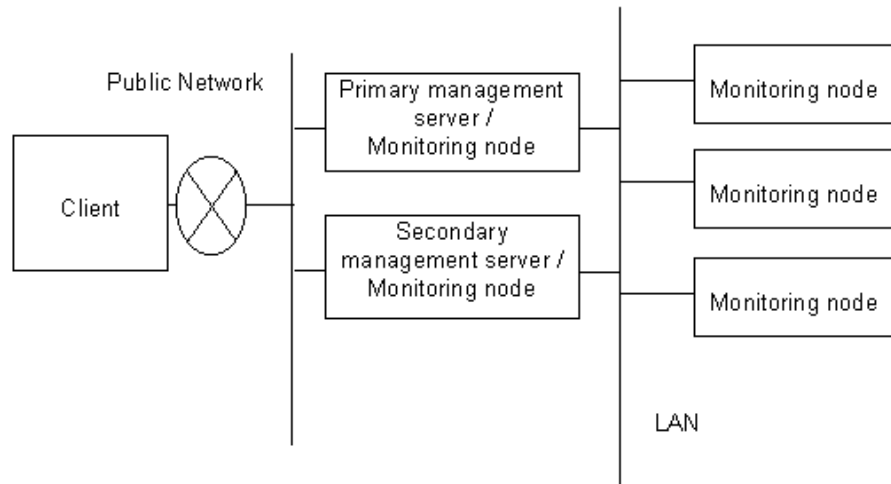 Public Network
Client
Primary management
server /
Monitoring node
Secondary
management server /
Monitoring node
Monitoring node
Monitoring node
Monitoring node
LAN